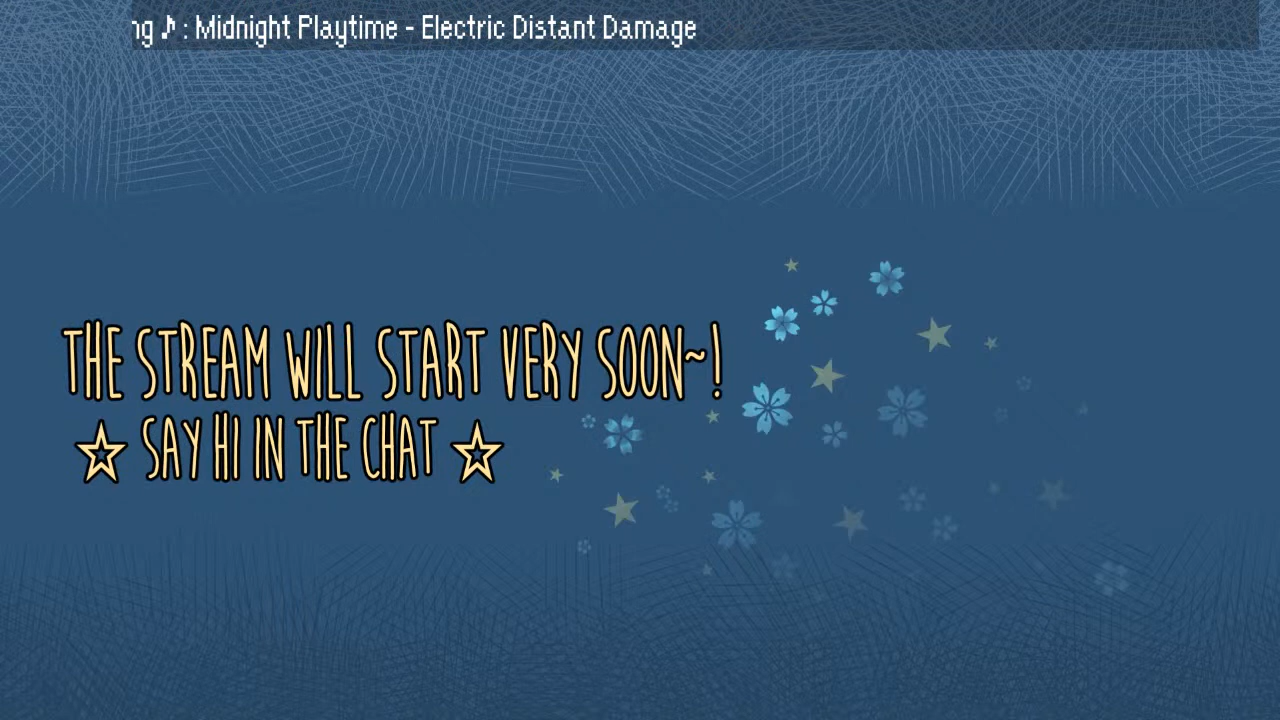 ng ♪ : Midnight Playtime - Electric Distant Damage
THE STREAM WILL START VERY SOON~!
☆ SAY HI IN THE CHAT ☆